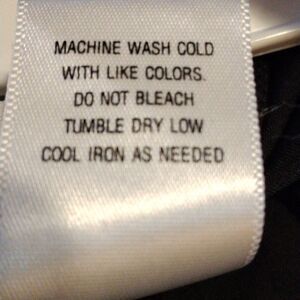 MACHINE WASH COLD
WITH LIKE COLORS.
DO NOT BLEACH
TUMBLE DRY LOW
COOL IRON AS NEEDED